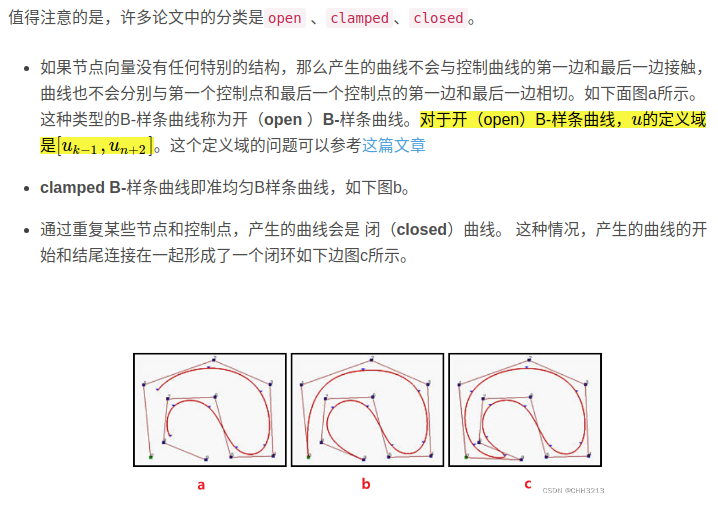 值得注意的是，许多论文中的分类是 open 、 clamped 、 closed 。
如果节点向量没有任何特别的结构，那么产生的曲线不会与控制曲线的第一边和最后一边接触，
曲线也不会分别与第一个控制点和最后一个控制点的第一边和最后一边相切。如下面图a所示。
这种类型的B-样条曲线称为开（open ）B-样条曲线。对于开（open）B-样条曲线，u的定义域
是[u_{k−1}, u_{n+2}]。这个定义域的问题可以参考这篇文章
clamped B-样条曲线即准均匀B样条曲线，如下图b。
通过重复某些节点和控制点，产生的曲线会是 闭（closed）曲线。 这种情况，产生的曲线的开
始和结尾连接在一起形成了一个闭环如下边图c所示。
a
b
c
CSDN @CHH3213